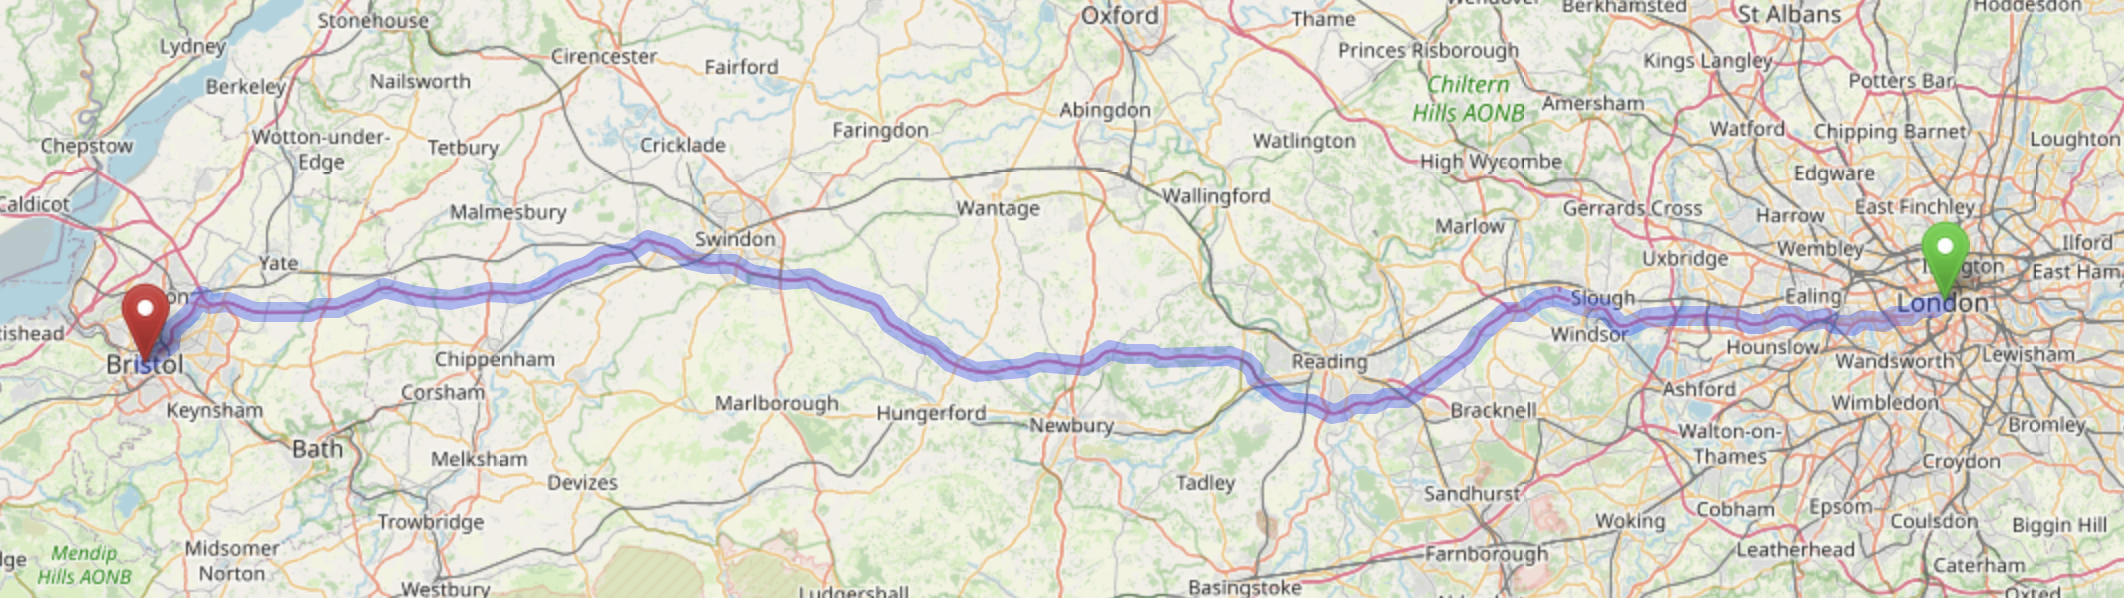 Stonehouse
Oxford
Thame
Berkhamsted
St Albans
Hoddesdon
Lydney
Cirencester
Fairford
Princes Risborough
Kings Langley
Potters Bar
Berkeley
Nailsworth
Chiltern
Hills AONB
Amersham
Abingdon
Watford
Chipping Barnet
Loughton
Chepstow
Wotton-under-
Edge
Tetbury
Cricklade
Faringdon
Watlington
High Wycombe
Edgware
Caldicot
Malmesbury
Wantage
Wallingford
Marlow
Gerrards Cross
Harrow
East Finchley
Swindon
Wembley
Ilford
Yate
Uxbridge
East Ham
Slough
Ealing
London
tishead
Windsor
Hounslow
Wandsworth
Lewisham
Bristol
Chippenham
Reading
Corsham
Marlborough
Hungerford
Newbury
Bracknell
Ashford
Wimbledon
Bromley
Keynsham
Bath
Walton-on-
Thames
Croydon
Melksham
Devizes
Tadley
Sandhurst
Cobham
Epsom
Coulsdon
Biggin Hill
Trowbridge
Woking
Mendip
Hills AONB
Midsomer
Norton
Farnborough
Leatherhead
Caterham
Westbury
Ludgershall
Basingstoke
Oxted